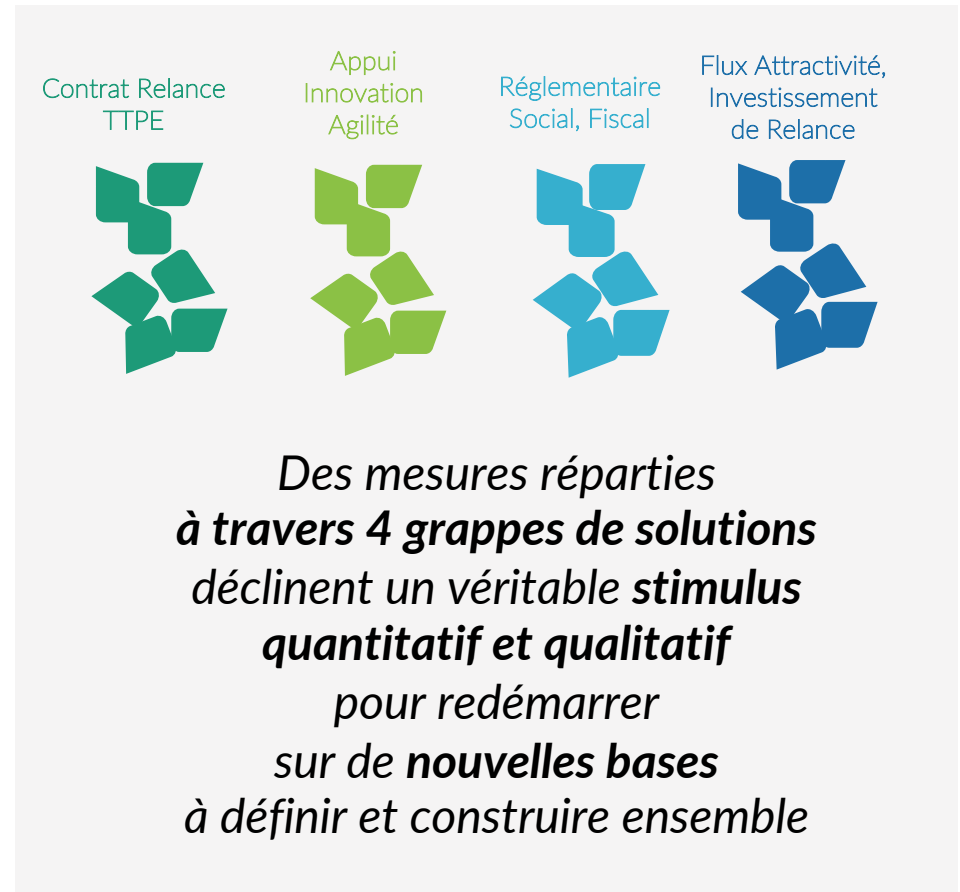 Contrat Relance
TTPE
Appui
Innovation
Agilité
Réglementaire
Social, Fiscal
Flux Attractivité,
Investissement
de Relance
Des mesures réparties
à travers 4 grappes de solutions
déclinent un véritable stimulus
quantitatif et qualitatif
pour redémarrer
sur de nouvelles bases
à définir et construire ensemble